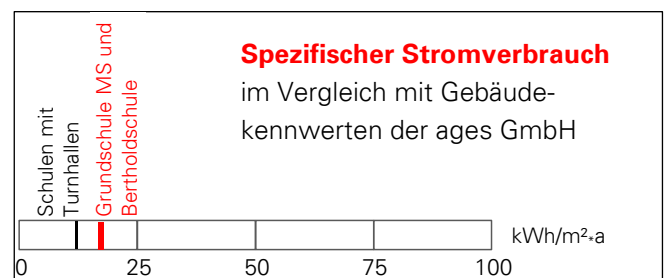 Spezifischer Stromverbrauch
im Vergleich mit Gebäude-
kennwerten der ages GmbH
Schulen mit
Turnhallen
Grundschule MS und
Bertholdschule
kWh/m²*a
0 25 50 75 100